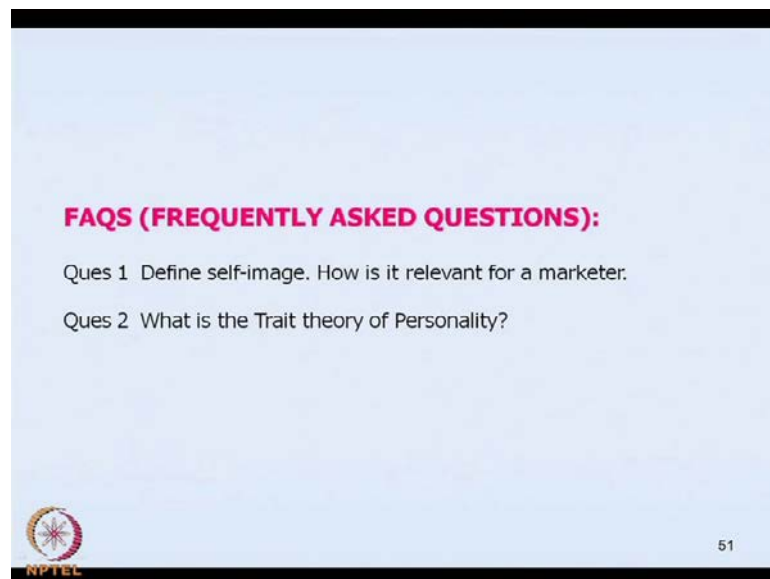 FAQS (FREQUENTLY ASKED QUESTIONS):
Ques 1 Define self-image. How is it relevant for a marketer.
Ques 2 What is the Trait theory of Personality?
NPTEL
51